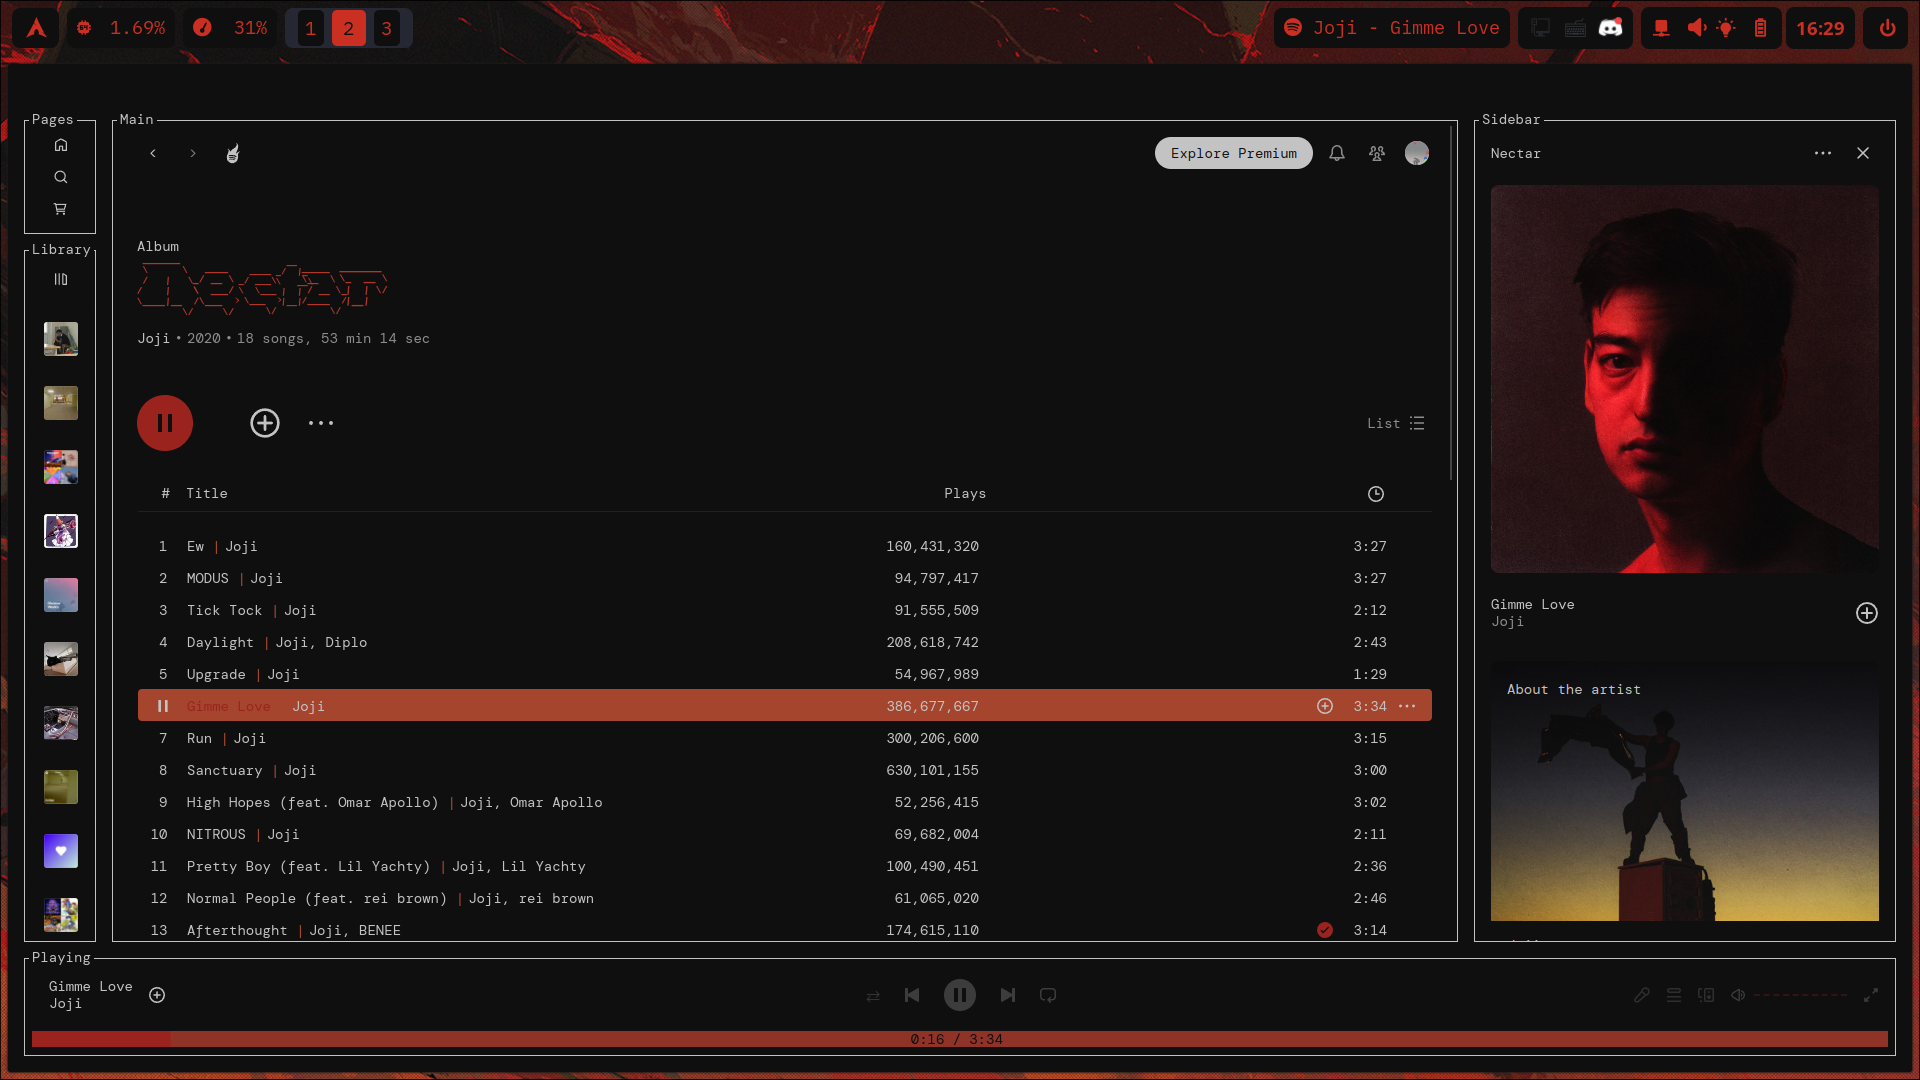 1.69%
31%
1 2 3
Joji - Gimme Love
16:29
Pages
Library
Main
Explore Premium
Album
Nectar
Joji • 2020 • 18 songs, 53 min 14 sec
List
# Title Plays
1 Ew | Joji 160,431,320 3:27
2 MODUS | Joji 94,797,417 3:27
3 Tick Tock | Joji 91,555,509 2:12
4 Daylight | Joji, Diplo 208,618,742 2:43
5 Upgrade | Joji 54,967,989 1:29
Gimme Love Joji 386,677,667 3:34
7 Run | Joji 300,206,600 3:15
8 Sanctuary | Joji 630,101,155 3:00
9 High Hopes (feat. Omar Apollo) | Joji, Omar Apollo 52,256,415 3:02
10 NITROUS | Joji 69,682,004 2:11
11 Pretty Boy (feat. Lil Yachty) | Joji, Lil Yachty 100,490,451 2:36
12 Normal People (feat. rei brown) | Joji, rei brown 61,065,020 2:46
13 Afterthought | Joji, BENEE 174,615,110 3:14
Sidebar
Nectar
Gimme Love
Joji
About the artist
Playing
Gimme Love
Joji
0:16 / 3:34